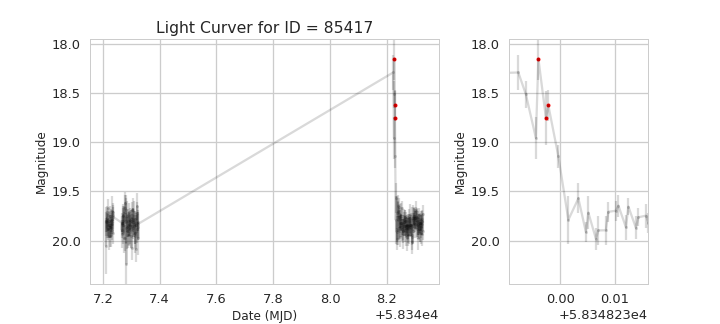 Light Curver for ID = 85417
18.0
18.5
19.0
19.5
20.0
Magnitude
7.2 7.4 7.6 7.8 8.0 8.2
Date (MJD)
+5.834e4
18.0
18.5
19.0
19.5
20.0
Magnitude
0.00 0.01
+5.834823e4